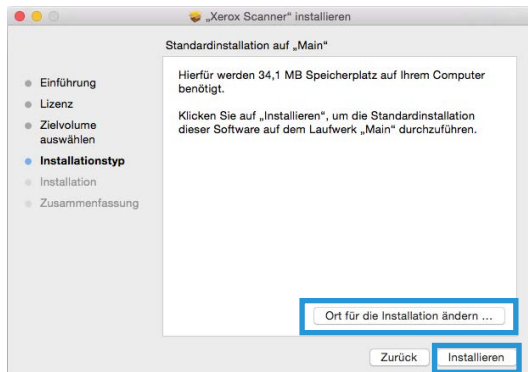 „Xerox Scanner“ installieren
Standardinstallation auf „Main“
Einführung
Lizenz
Zielvolume
auswählen
Installationstyp
Installation
Zusammenfassung
Hierfür werden 34,1 MB Speicherplatz auf Ihrem Computer
benötigt.
Klicken Sie auf „Installieren“, um die Standardinstallation
dieser Software auf dem Laufwerk „Main“ durchzuführen.
Ort für die Installation ändern ...
Zurück
Installieren